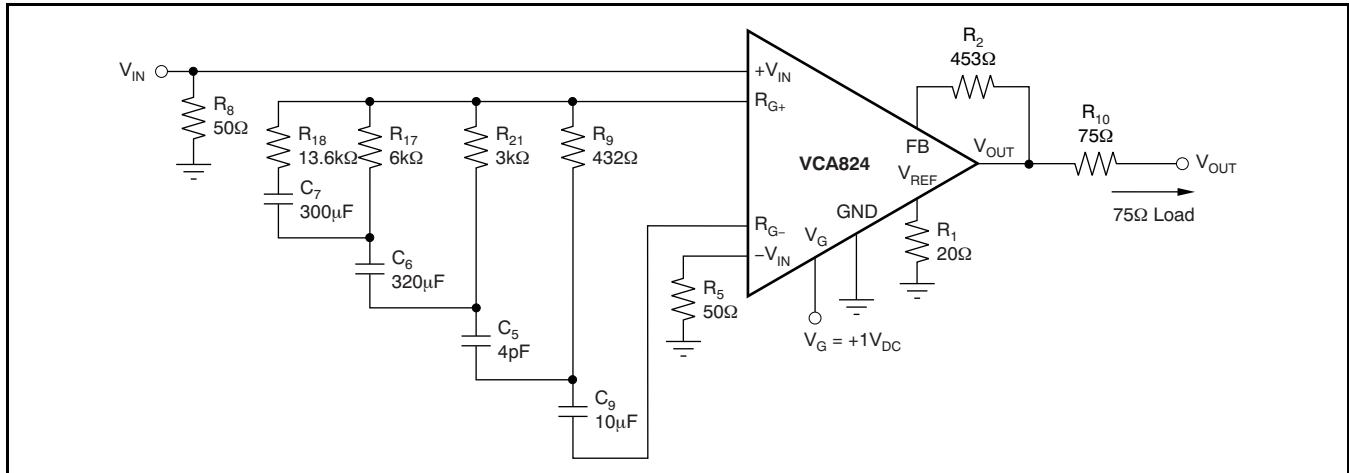 V_IN
R_8
50Ω
R_18
13.6kΩ
C_7
300μF
R_17
6kΩ
C_6
320μF
R_21
3kΩ
C_5
4pF
R_9
432Ω
C_9
10μF
+V_IN
R_G+
R_G−
−V_IN
R_5
50Ω
VCA824
FB
V_OUT
V_REF
GND
V_G
V_G = +1V_DC
R_1
20Ω
R_2
453Ω
R_10
75Ω
V_OUT
75Ω Load